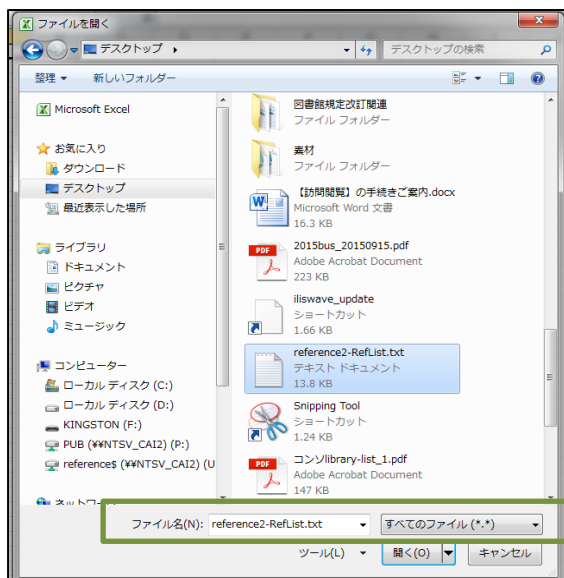 ファイルを開く
デスクトップ
デスクトップの検索
整理
新しいフォルダー
Microsoft Excel
お気に入り
ダウンロード
デスクトップ
最近表示した場所
ライブラリ
ドキュメント
ピクチャ
ビデオ
ミュージック
コンピューター
ローカル ディスク (C:)
ローカル ディスク (D:)
KINGSTON (F:)
PUB (¥¥NTSV_CAI2) (P:)
reference$ (¥¥NTSV_CAI2) (U
ネットワーク
図書館規定改訂関連
ファイル フォルダー
素材
ファイル フォルダー
【訪問閲覧】の手続きご案内.docx
Microsoft Word 文書
16.3 KB
2015bus_20150915.pdf
Adobe Acrobat Document
223 KB
iliswave_update
ショートカット
1.66 KB
reference2-RefList.txt
テキスト ドキュメント
13.8 KB
Snipping Tool
ショートカット
1.24 KB
コンソlibrary-list_1.pdf
Adobe Acrobat Document
147 KB
ファイル名(N): reference2-RefList.txt すべてのファイル (*.*)
ツール(L) 開く(O) キャンセル